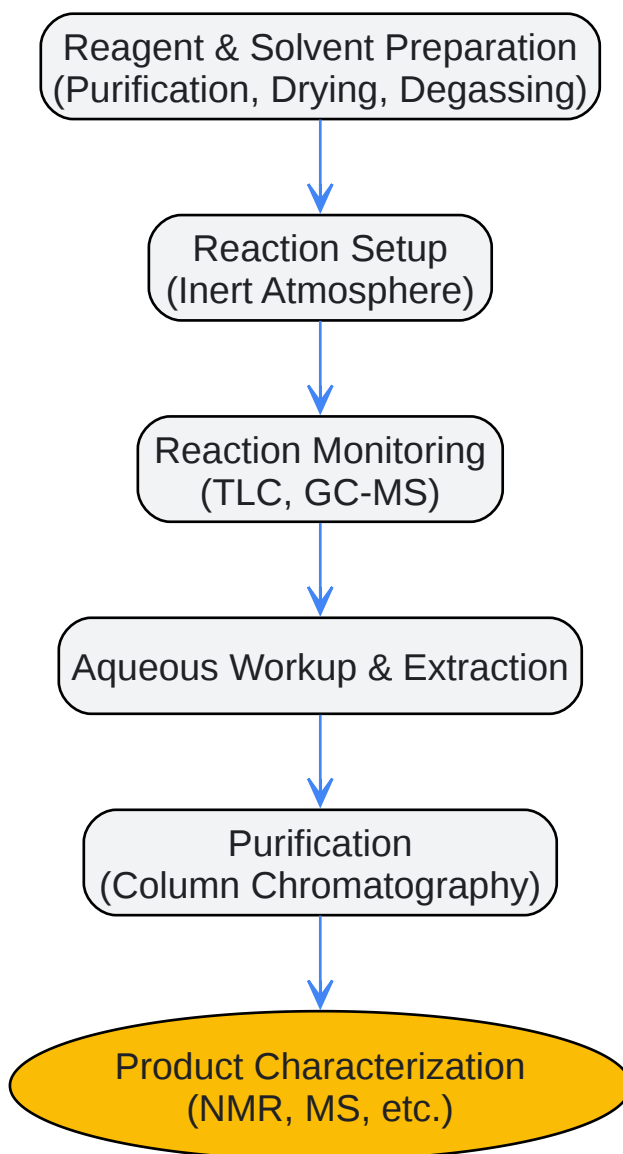 Reagent & Solvent Preparation
(Purification, Drying, Degassing)
Reaction Setup
(Inert Atmosphere)
Reaction Monitoring
(TLC, GC-MS)
Aqueous Workup & Extraction
Purification
(Column Chromatography)
Product Characterization
(NMR, MS, etc.)